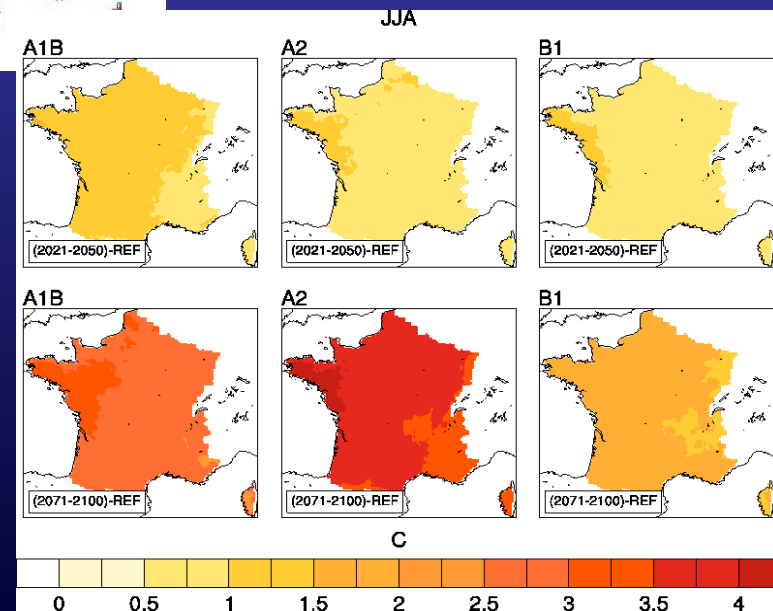 JJA
A1B A2 B1
(2021-2050)-REF (2021-2050)-REF (2021-2050)-REF
A1B A2 B1
(2071-2100)-REF (2071-2100)-REF (2071-2100)-REF
C
0 0.5 1 1.5 2 2.5 3 3.5 4